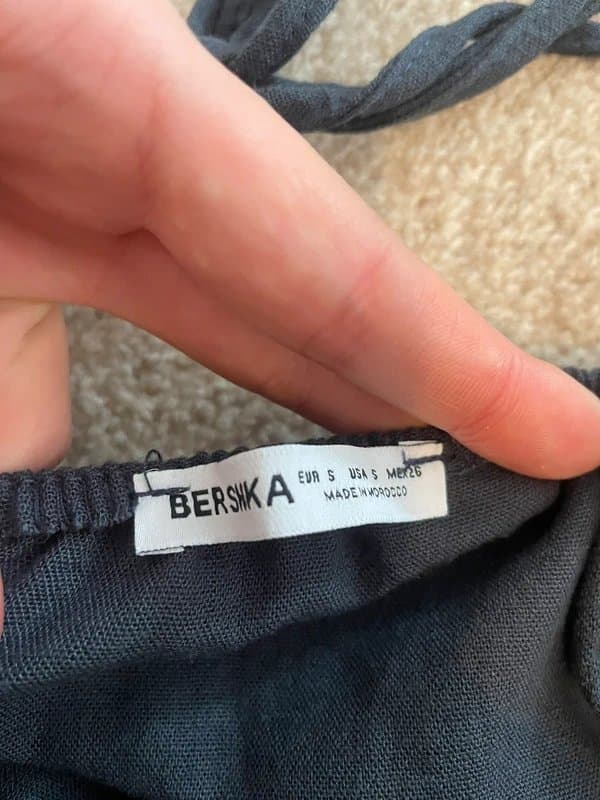 BERSHKA
EUR S USA S MEX 26
MADE IN MOROCCO